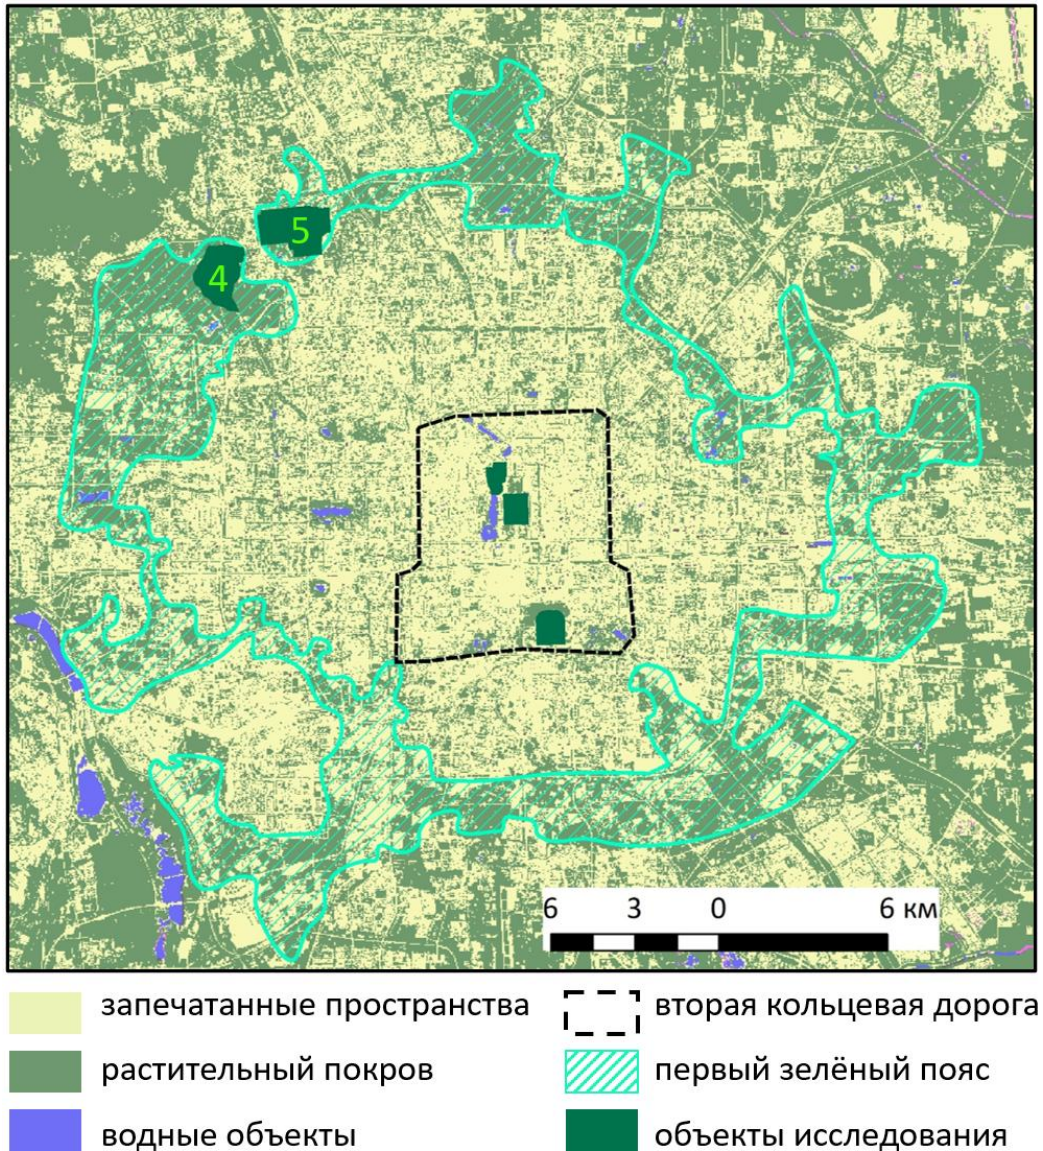 5
4
6 3 0 6 км
запечатанные пространства
вторая кольцевая дорога
растительный покров
первый зелёный пояс
водные объекты
объекты исследования